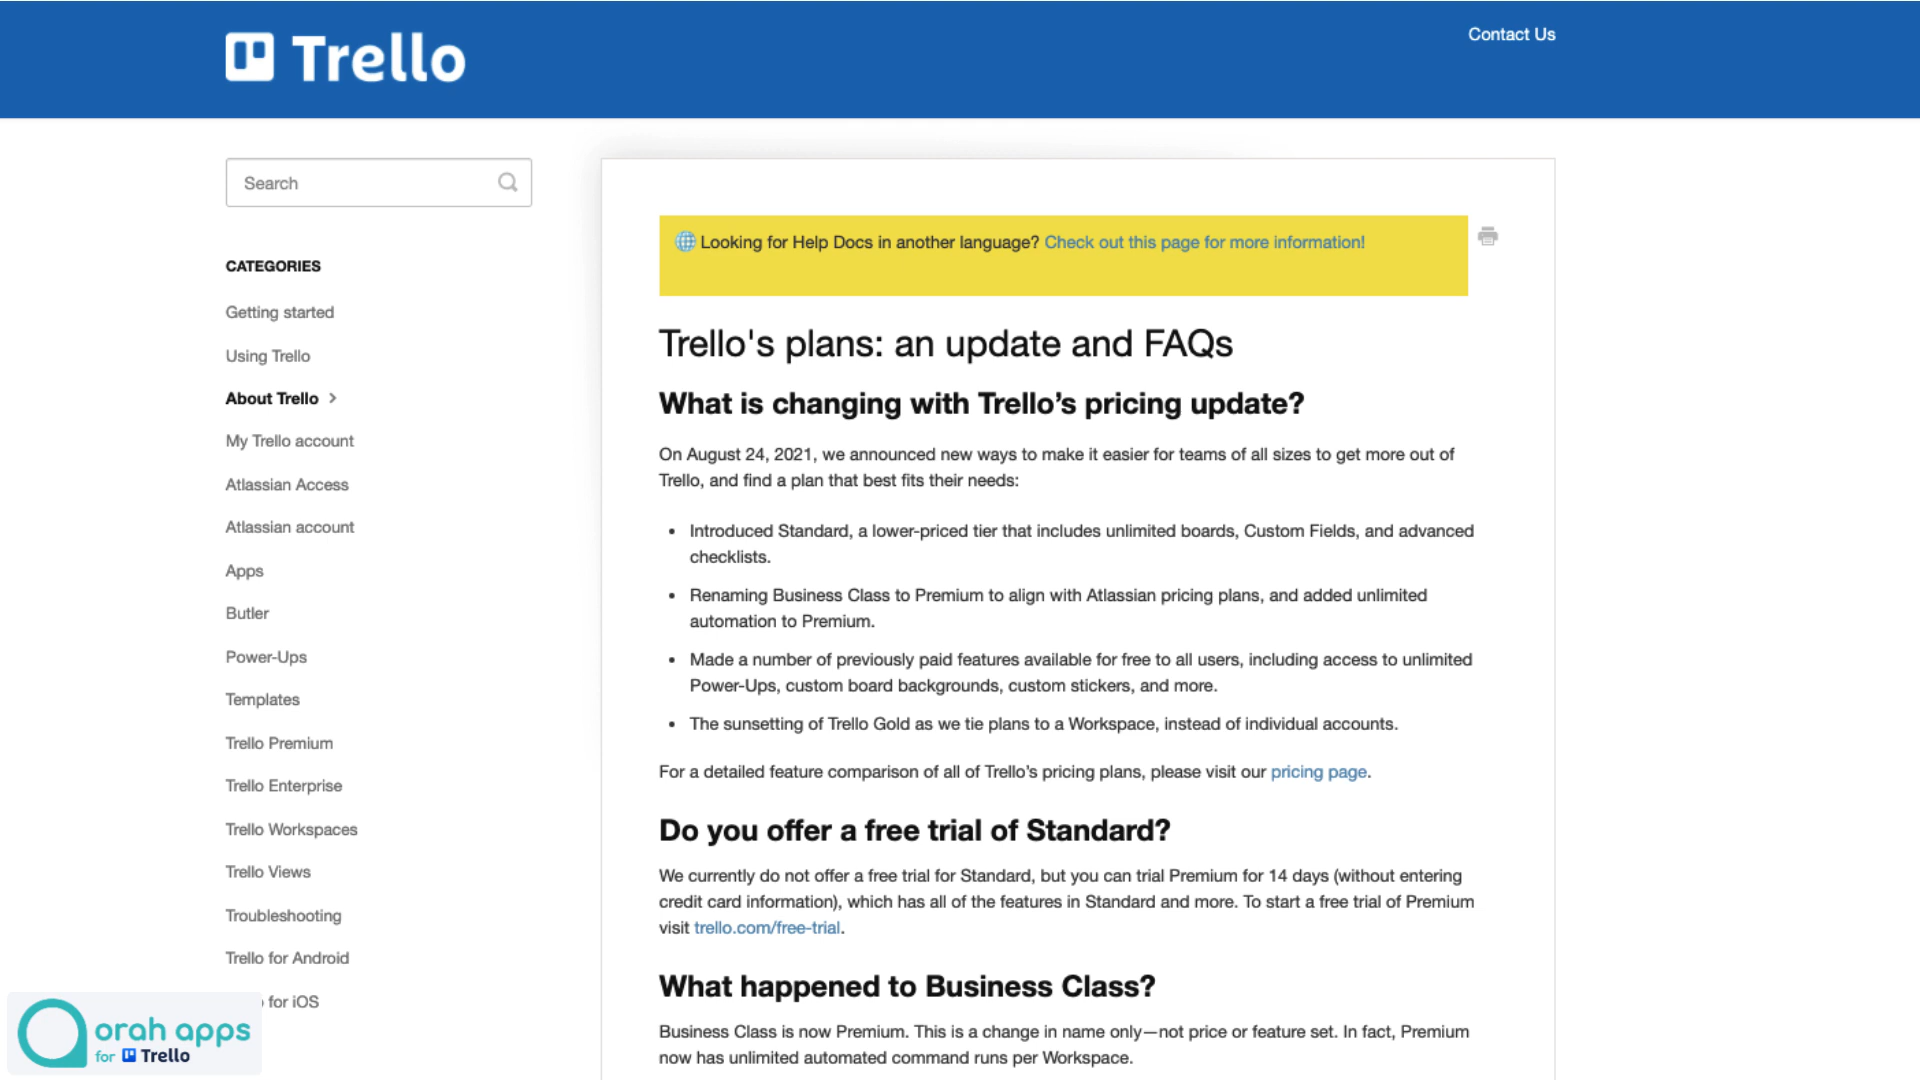 Trello
Contact Us
Search
CATEGORIES
Getting started
Using Trello
About Trello
My Trello account
Atlassian Access
Atlassian account
Apps
Butler
Power-Ups
Templates
Trello Premium
Trello Enterprise
Trello Workspaces
Trello Views
Troubleshooting
Trello for Android
for iOS
Looking for Help Docs in another language? Check out this page for more information!
Trello's plans: an update and FAQs
What is changing with Trello’s pricing update?
On August 24, 2021, we announced new ways to make it easier for teams of all sizes to get more out of
Trello, and find a plan that best fits their needs:
• Introduced Standard, a lower-priced tier that includes unlimited boards, Custom Fields, and advanced
checklists.
• Renaming Business Class to Premium to align with Atlassian pricing plans, and added unlimited
automation to Premium.
• Made a number of previously paid features available for free to all users, including access to unlimited
Power-Ups, custom board backgrounds, custom stickers, and more.
• The sunsetting of Trello Gold as we tie plans to a Workspace, instead of individual accounts.
For a detailed feature comparison of all of Trello’s pricing plans, please visit our pricing page.
Do you offer a free trial of Standard?
We currently do not offer a free trial for Standard, but you can trial Premium for 14 days (without entering
credit card information), which has all of the features in Standard and more. To start a free trial of Premium
visit trello.com/free-trial.
What happened to Business Class?
Business Class is now Premium. This is a change in name only—not price or feature set. In fact, Premium
now has unlimited automated command runs per Workspace.
orah apps
for Trello